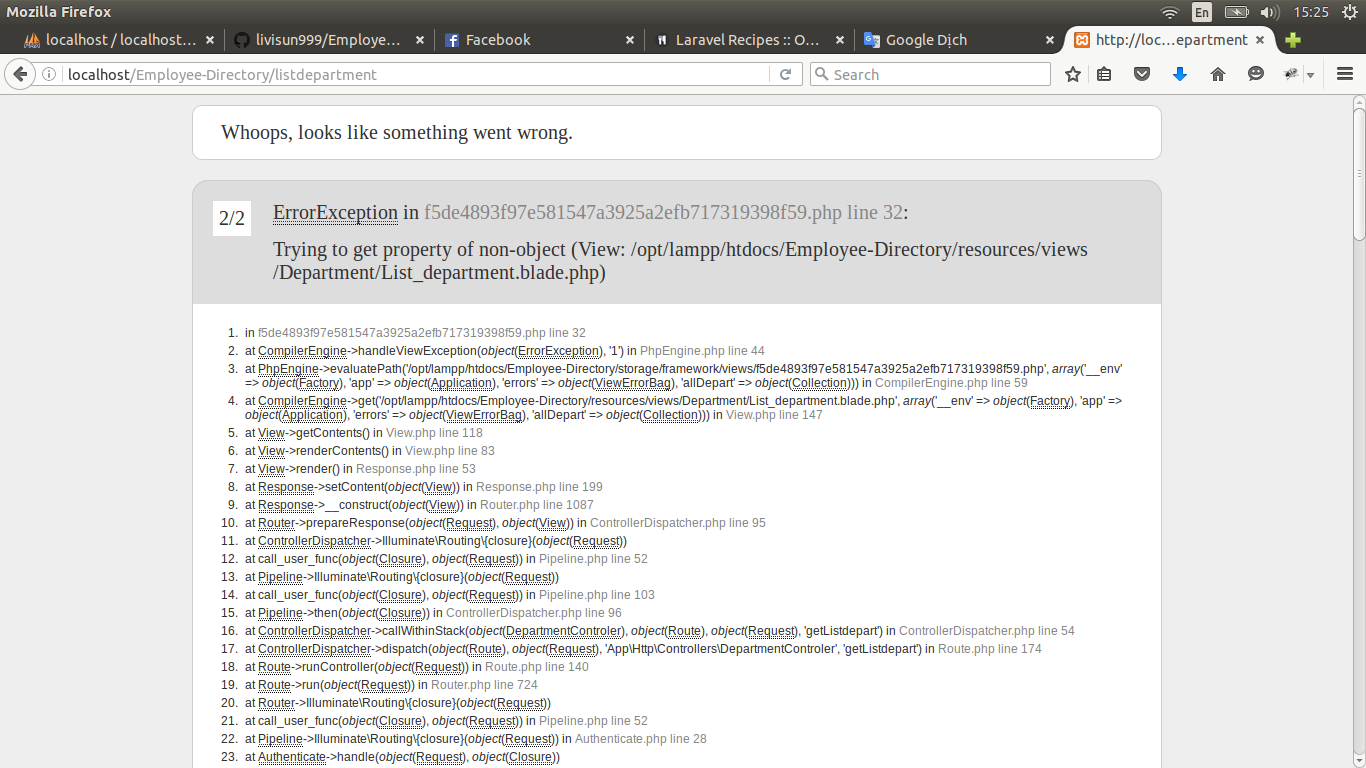 Mozilla Firefox
En
15:25
localhost / localhost...
livisun999/Employe...
Facebook
Laravel Recipes :: O...
Google Dịch
http://loc...epartment
localhost/Employee-Directory/listdepartment
Search
Whoops, looks like something went wrong.
2/2
ErrorException in f5de4893f97e581547a3925a2efb717319398f59.php line 32:
Trying to get property of non-object (View: /opt/lampp/htdocs/Employee-Directory/resources/views
/Department/List_department.blade.php)
1. in f5de4893f97e581547a3925a2efb717319398f59.php line 32
2. at CompilerEngine->handleViewException(object(ErrorException), '1') in PhpEngine.php line 44
3. at PhpEngine->evaluatePath('/opt/lampp/htdocs/Employee-Directory/storage/framework/views/f5de4893f97e581547a3925a2efb717319398f59.php', array('__env'
=> object(Factory), 'app' => object(Application), 'errors' => object(ViewErrorBag), 'allDepart' => object(Collection))) in CompilerEngine.php line 59
4. at CompilerEngine->get('/opt/lampp/htdocs/Employee-Directory/resources/views/Department/List_department.blade.php', array('__env' => object(Factory), 'app' =>
object(Application), 'errors' => object(ViewErrorBag), 'allDepart' => object(Collection))) in View.php line 147
5. at View->getContents() in View.php line 118
6. at View->renderContents() in View.php line 83
7. at View->render() in Response.php line 53
8. at Response->setContent(object(View)) in Response.php line 199
9. at Response->__construct(object(View)) in Router.php line 1087
10. at Router->prepareResponse(object(Request), object(View)) in ControllerDispatcher.php line 95
11. at ControllerDispatcher->Illuminate\Routing\{closure}(object(Request))
12. at call_user_func(object(Closure), object(Request)) in Pipeline.php line 52
13. at Pipeline->Illuminate\Routing\{closure}(object(Request))
14. at call_user_func(object(Closure), object(Request)) in Pipeline.php line 103
15. at Pipeline->then(object(Closure)) in ControllerDispatcher.php line 96
16. at ControllerDispatcher->callWithinStack(object(DepartmentControler), object(Route), object(Request), 'getListdepart') in ControllerDispatcher.php line 54
17. at ControllerDispatcher->dispatch(object(Route), object(Request), 'App\Http\Controllers\DepartmentControler', 'getListdepart') in Route.php line 174
18. at Route->runController(object(Request)) in Route.php line 140
19. at Route->run(object(Request)) in Router.php line 724
20. at Router->Illuminate\Routing\{closure}(object(Request))
21. at call_user_func(object(Closure), object(Request)) in Pipeline.php line 52
22. at Pipeline->Illuminate\Routing\{closure}(object(Request)) in Authenticate.php line 28
23. at Authenticate->handle(object(Request), object(Closure))